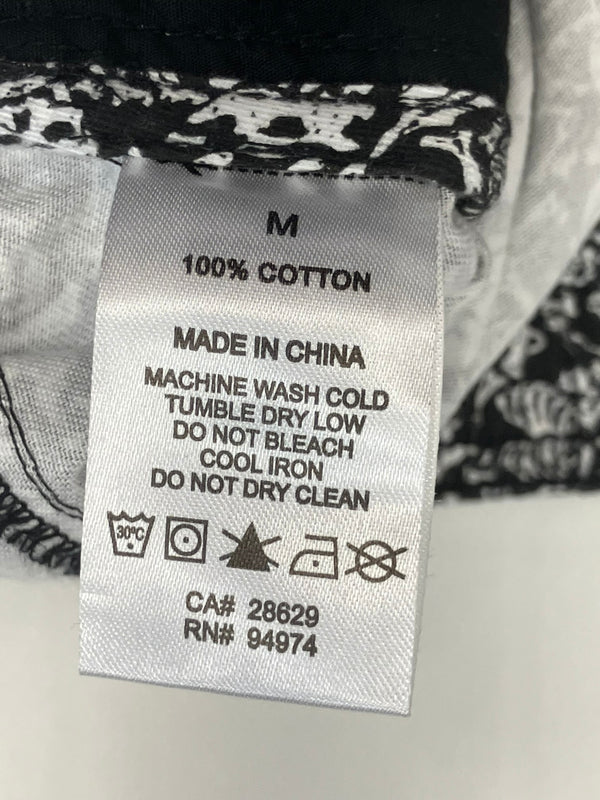 M
100% COTTON
MADE IN CHINA
MACHINE WASH COLD
TUMBLE DRY LOW
DO NOT BLEACH
COOL IRON
DO NOT DRY CLEAN
30ºC
CA# 28629
RN# 94974